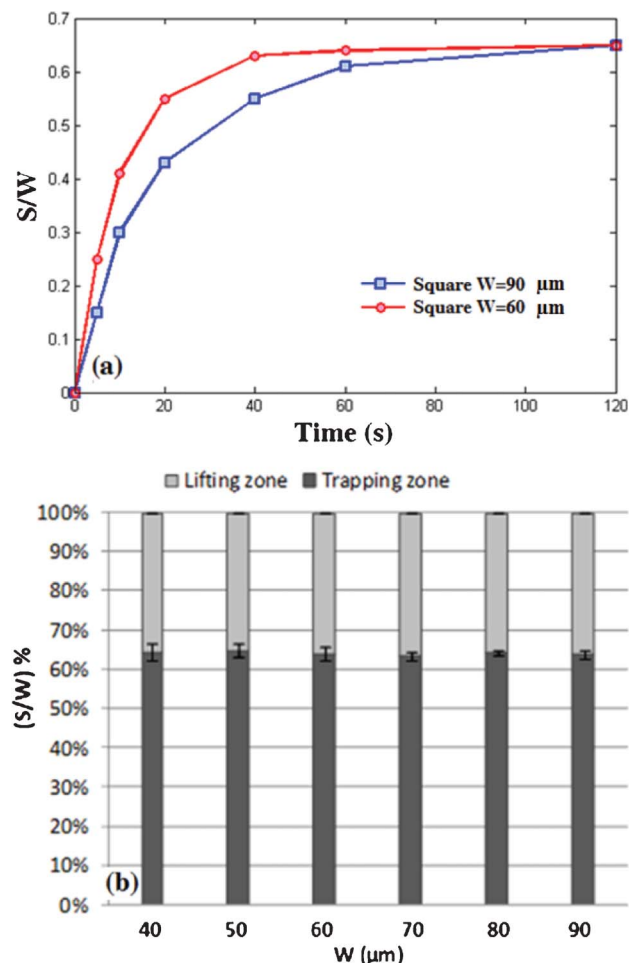 0.7
0.6
0.5
0.4
0.3
0.2
0.1
0
S/W
Square W=90 µm
Square W=60 µm
(a)
0 20 40 60 80 100 120
Time (s)
Lifting zone Trapping zone
100%
90%
80%
70%
60%
50%
40%
30%
20%
10%
0%
(S/W) %
(b)
40 50 60 70 80 90
W (µm)